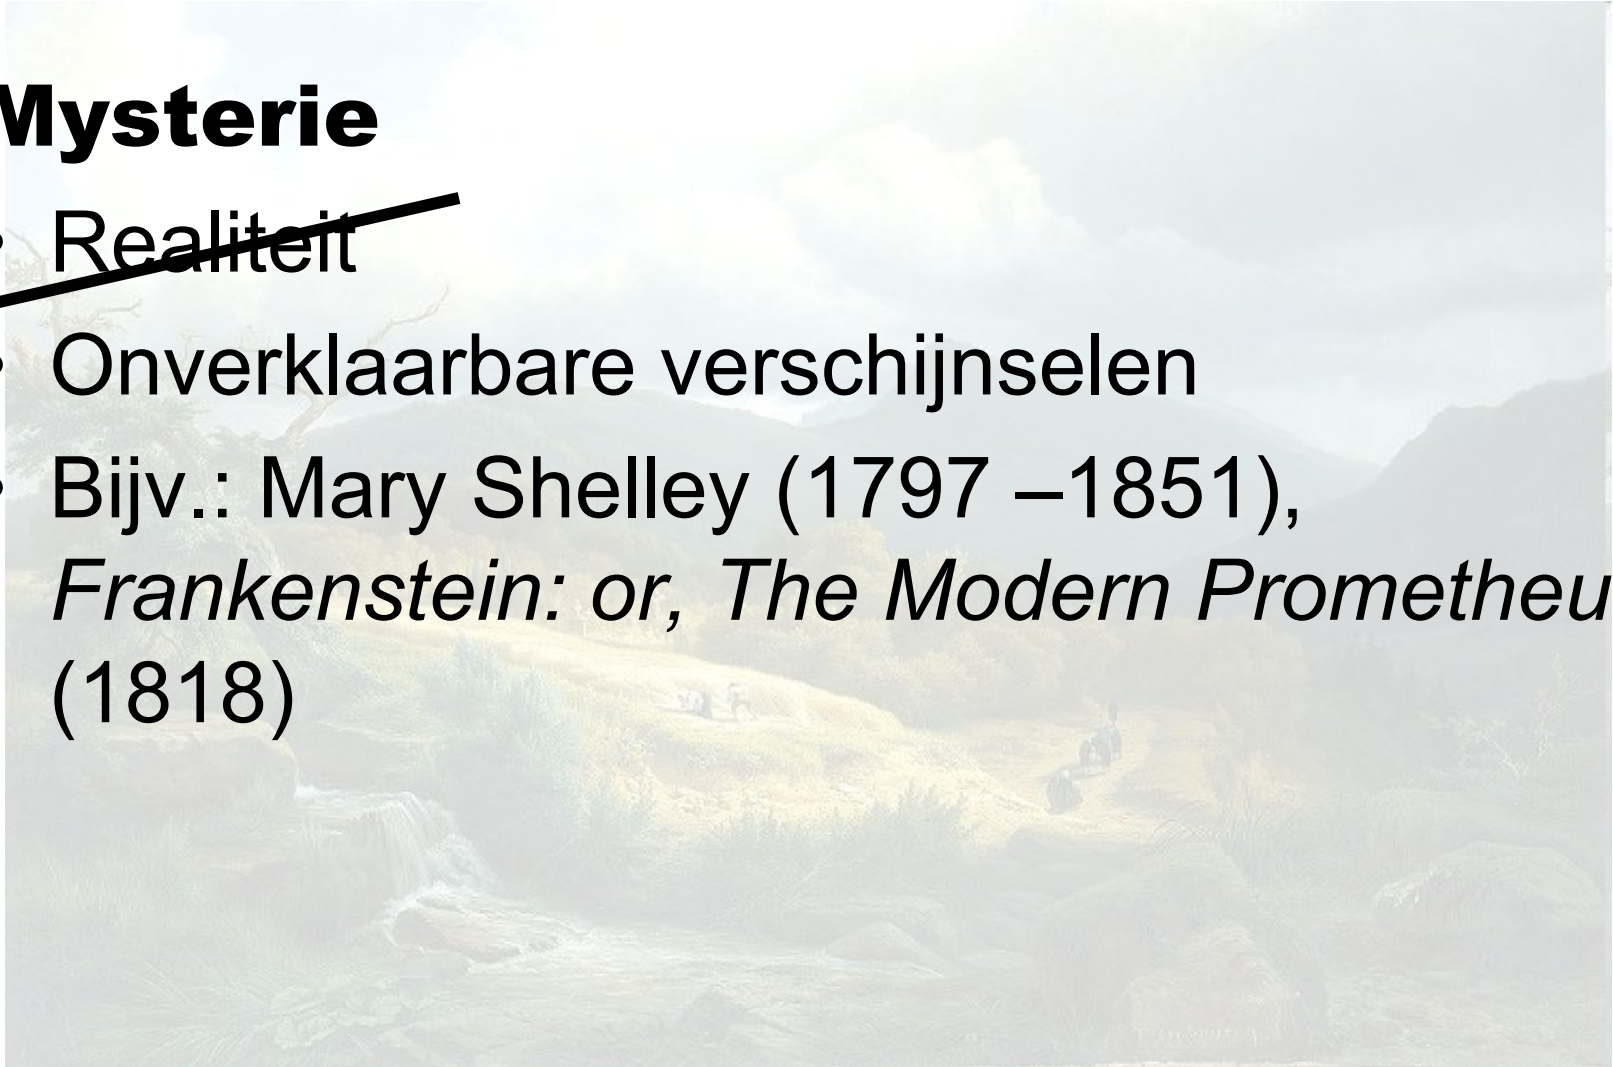 Mysterie
• Realiteit
• Onverklaarbare verschijnselen
• Bijv.: Mary Shelley (1797 –1851),
Frankenstein: or, The Modern Prometheu
(1818)